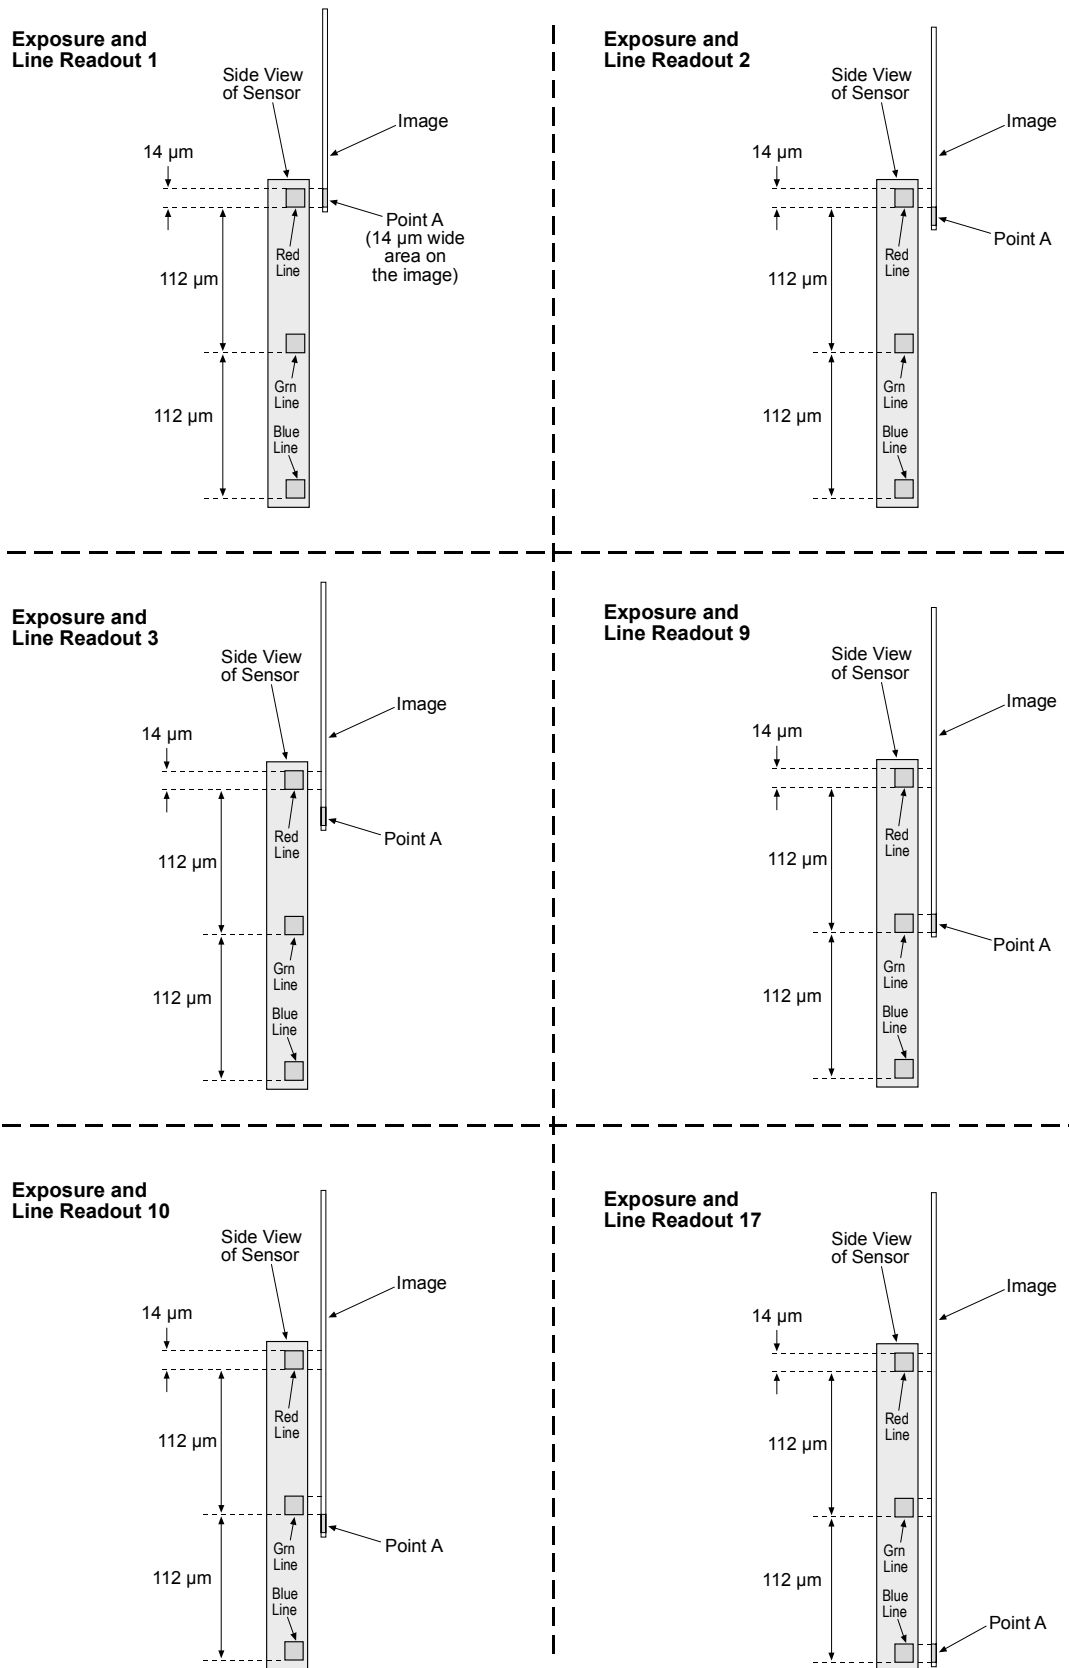 Exposure and
Line Readout 1
Side View
of Sensor
Image
14 µm
Point A
(14 µm wide
area on
the image)
Red
Line
112 µm
Grn
Line
112 µm
Blue
Line
Exposure and
Line Readout 2
Side View
of Sensor
Image
14 µm
Point A
Red
Line
112 µm
Grn
Line
112 µm
Blue
Line
Exposure and
Line Readout 3
Side View
of Sensor
Image
14 µm
Point A
Red
Line
112 µm
Grn
Line
112 µm
Blue
Line
Exposure and
Line Readout 9
Side View
of Sensor
Image
14 µm
Red
Line
112 µm
Point A
Grn
Line
112 µm
Blue
Line
Exposure and
Line Readout 10
Side View
of Sensor
Image
14 µm
Red
Line
112 µm
Point A
Grn
Line
112 µm
Blue
Line
Exposure and
Line Readout 17
Side View
of Sensor
Image
14 µm
Red
Line
112 µm
Grn
Line
112 µm
Blue
Line
Point A